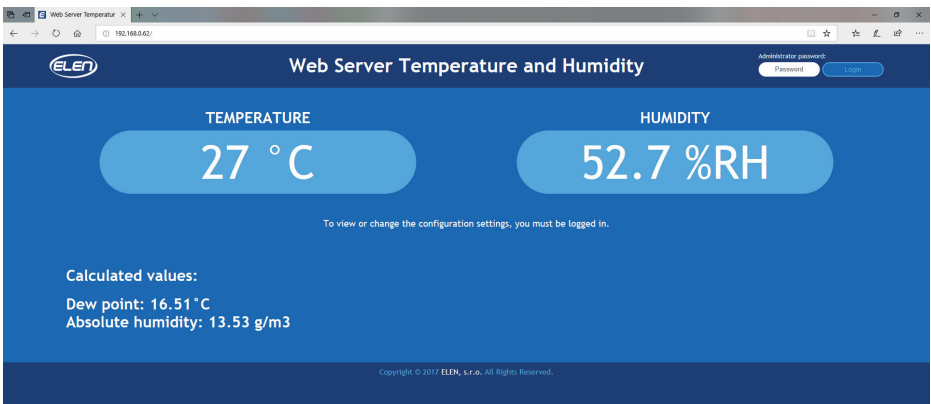 Web Server Temperatur
192.168.0.62/
ELEN
Web Server Temperature and Humidity
Administrator password:
Password Login
TEMPERATURE HUMIDITY
27 °C 52.7 %RH
To view or change the configuration settings, you must be logged in.
Calculated values:
Dew point: 16.51°C
Absolute humidity: 13.53 g/m3
Copyright © 2017 ELEN, s.r.o. All Rights Reserved.